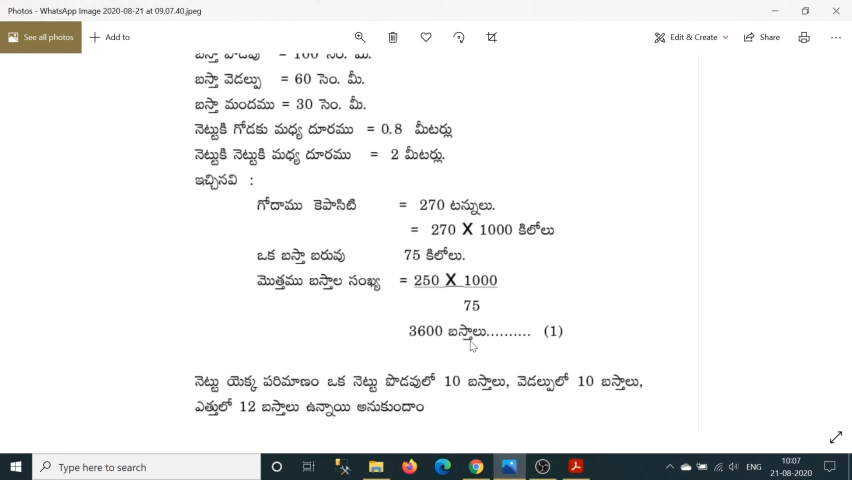 Photos - WhatsApp Image 2020-08-21 at 09.07.40.jpeg
See all photos
Add to
Edit & Create
Share
బస్తా పొడవు = 100 సెం. మీ.
బస్తా వెడల్పు = 60 సెం. మీ.
బస్తా మందము = 30 సెం. మీ.
నెట్టుకి గోడకు మధ్య దూరము = 0.8 మీటర్లు
నెట్టుకి నెట్టుకి మధ్య దూరము = 2 మీటర్లు.
ఇచ్చినవి :
గోదాము కెపాసిటి = 270 టన్నులు.
= 270 X 1000 కిలోలు
ఒక బస్తా బరువు 75 కిలోలు.
మొత్తము బస్తాల సంఖ్య = 250 X 1000
75
3600 బస్తాలు.......... (1)
నెట్టు యెుక్క పరిమాణం ఒక నెట్టు పొడవులో 10 బస్తాలు, వెడల్పులో 10 బస్తాలు,
ఎత్తులో 12 బస్తాలు ఉన్నాయి అనుకుందాం
Type here to search
ENG
10:07
21-08-2020